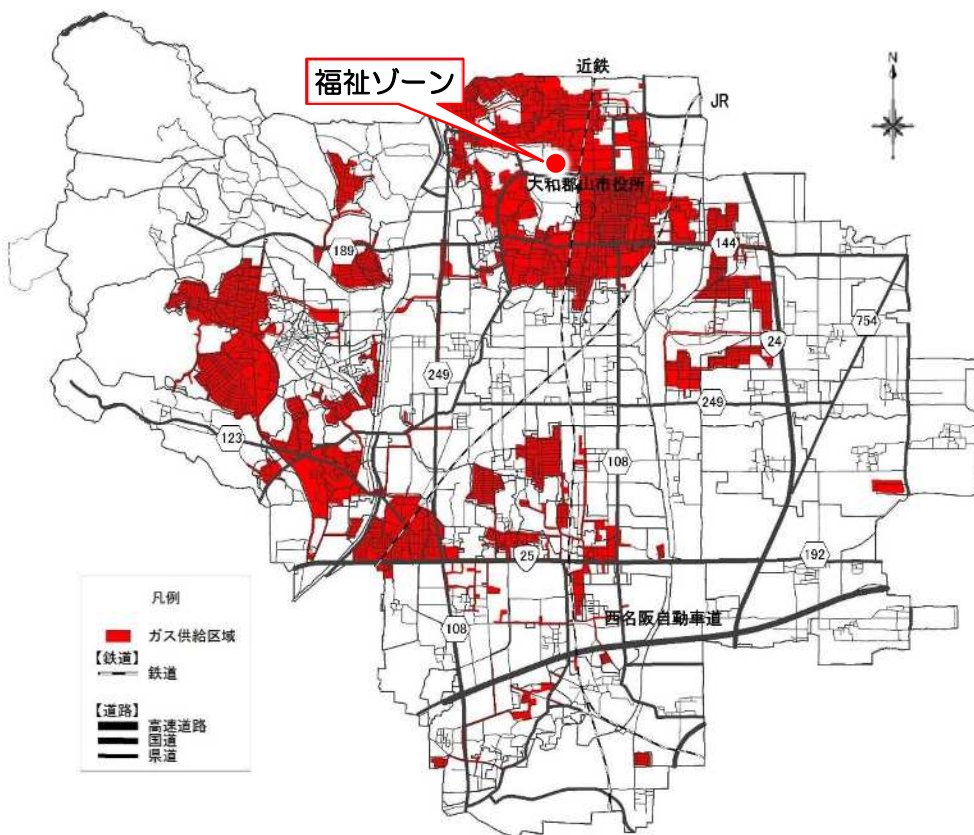 近鉄
福祉ゾーン
N
JR
大和郡山市役所
189
144
754
24
249
249
123
108
25
192
108
西名阪自動車道
凡例
ガス供給区域
【鉄道】
鉄道
【道路】
高速道路
国道
県道